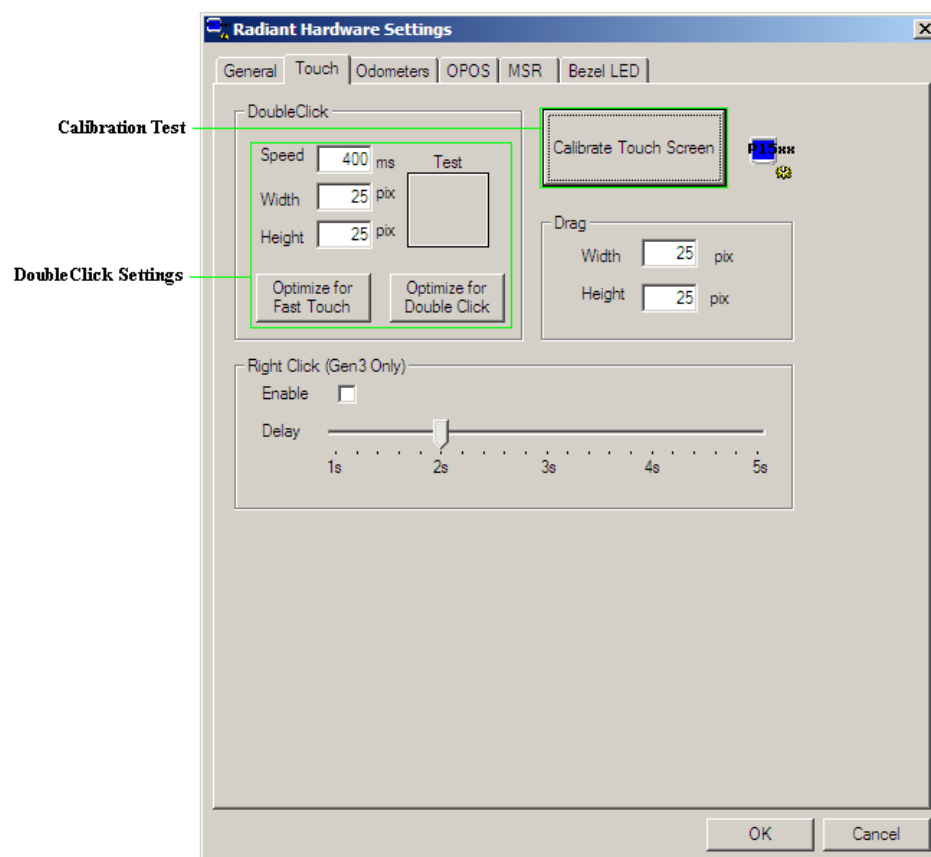 Radiant Hardware Settings
General Touch Odometers OPOS MSR Bezel LED
DoubleClick
Calibration Test
Speed 400 ms Test
Width 25 pix
Height 25 pix
DoubleClick Settings
Optimize for
Fast Touch
Optimize for
Double Click
Calibrate Touch Screen
P15xx
Drag
Width 25 pix
Height 25 pix
Right Click (Gen3 Only)
Enable
Delay
1s 2s 3s 4s 5s
OK Cancel